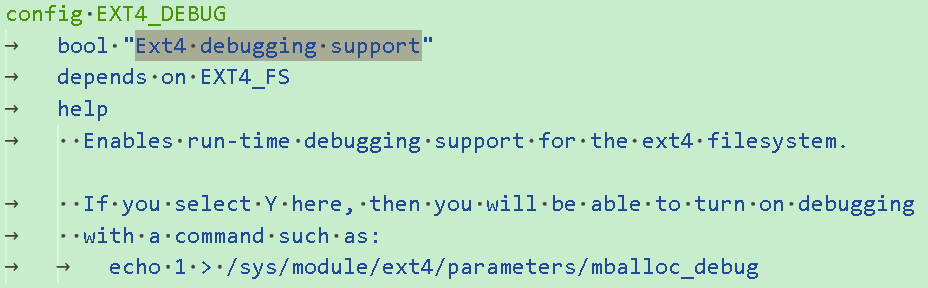 config EXT4_DEBUG
bool "Ext4 debugging support"
depends on EXT4_FS
help
Enables run-time debugging support for the ext4 filesystem.
If you select Y here, then you will be able to turn on debugging
with a command such as:
echo 1 > /sys/module/ext4/parameters/mballoc_debug